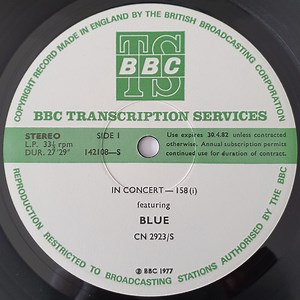 COPYRIGHT RECORD MADE IN ENGLAND BY THE BRITISH BROADCASTING CORPORATION
TS
BBC
BBC TRANSCRIPTION SERVICES
STEREO
SIDE 1
L.P. 33⅓ rpm
DUR. 27'29"
142108—S
Use expires 30.4.82 unless contracted
otherwise. Annual subscription permits
continued use for duration of contract.
IN CONCERT — 158 (i)
featuring
BLUE
CN 2923/S
℗ BBC 1977
REPRODUCTION RESTRICTED TO BROADCASTING STATIONS AUTHORISED BY THE BBC